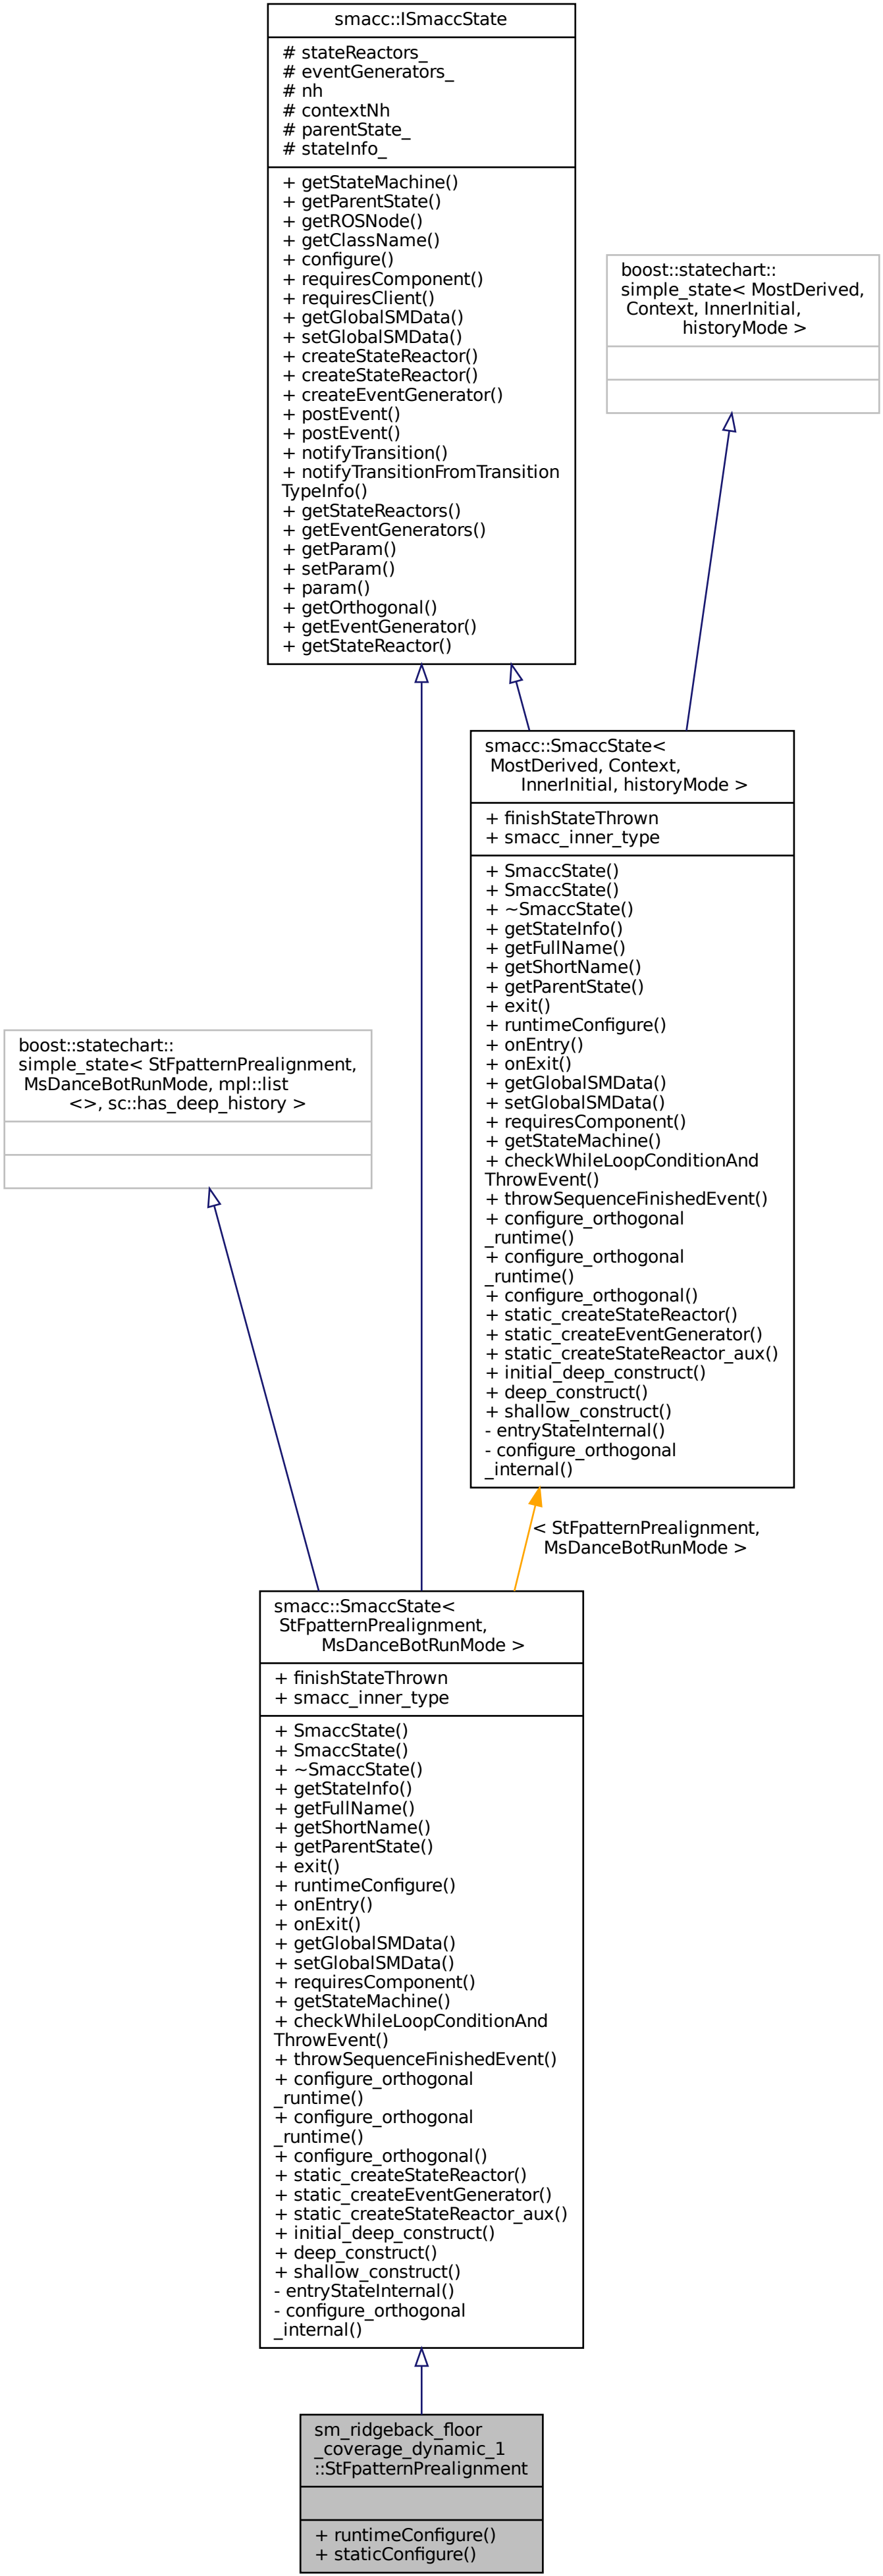 smacc::ISmaccState
# stateReactors_
# eventGenerators_
# nh
# contextNh
# parentState_
# stateInfo_
+ getStateMachine()
+ getParentState()
+ getROSNode()
+ getClassName()
+ configure()
+ requiresComponent()
+ requiresClient()
+ getGlobalSMData()
+ setGlobalSMData()
+ createStateReactor()
+ createStateReactor()
+ createEventGenerator()
+ postEvent()
+ postEvent()
+ notifyTransition()
+ notifyTransitionFromTransition
TypeInfo()
+ getStateReactors()
+ getEventGenerators()
+ getParam()
+ setParam()
+ param()
+ getOrthogonal()
+ getEventGenerator()
+ getStateReactor()
boost::statechart::
simple_state< MostDerived,
Context, InnerInitial,
historyMode >
smacc::SmaccState<
MostDerived, Context,
InnerInitial, historyMode >
+ finishStateThrown
+ smacc_inner_type
+ SmaccState()
+ SmaccState()
+ ~SmaccState()
+ getStateInfo()
+ getFullName()
+ getShortName()
+ getParentState()
+ exit()
+ runtimeConfigure()
+ onEntry()
+ onExit()
+ getGlobalSMData()
+ setGlobalSMData()
+ requiresComponent()
+ getStateMachine()
+ checkWhileLoopConditionAnd
ThrowEvent()
+ throwSequenceFinishedEvent()
+ configure_orthogonal
_runtime()
+ configure_orthogonal
_runtime()
+ configure_orthogonal()
+ static_createStateReactor()
+ static_createEventGenerator()
+ static_createStateReactor_aux()
+ initial_deep_construct()
+ deep_construct()
+ shallow_construct()
- entryStateInternal()
- configure_orthogonal
_internal()
boost::statechart::
simple_state< StFpatternPrealignment,
MsDanceBotRunMode, mpl::list
<>, sc::has_deep_history >
< StFpatternPrealignment,
MsDanceBotRunMode >
smacc::SmaccState<
StFpatternPrealignment,
MsDanceBotRunMode >
+ finishStateThrown
+ smacc_inner_type
+ SmaccState()
+ SmaccState()
+ ~SmaccState()
+ getStateInfo()
+ getFullName()
+ getShortName()
+ getParentState()
+ exit()
+ runtimeConfigure()
+ onEntry()
+ onExit()
+ getGlobalSMData()
+ setGlobalSMData()
+ requiresComponent()
+ getStateMachine()
+ checkWhileLoopConditionAnd
ThrowEvent()
+ throwSequenceFinishedEvent()
+ configure_orthogonal
_runtime()
+ configure_orthogonal
_runtime()
+ configure_orthogonal()
+ static_createStateReactor()
+ static_createEventGenerator()
+ static_createStateReactor_aux()
+ initial_deep_construct()
+ deep_construct()
+ shallow_construct()
- entryStateInternal()
- configure_orthogonal
_internal()
sm_ridgeback_floor
_coverage_dynamic_1
::StFpatternPrealignment
+ runtimeConfigure()
+ staticConfigure()